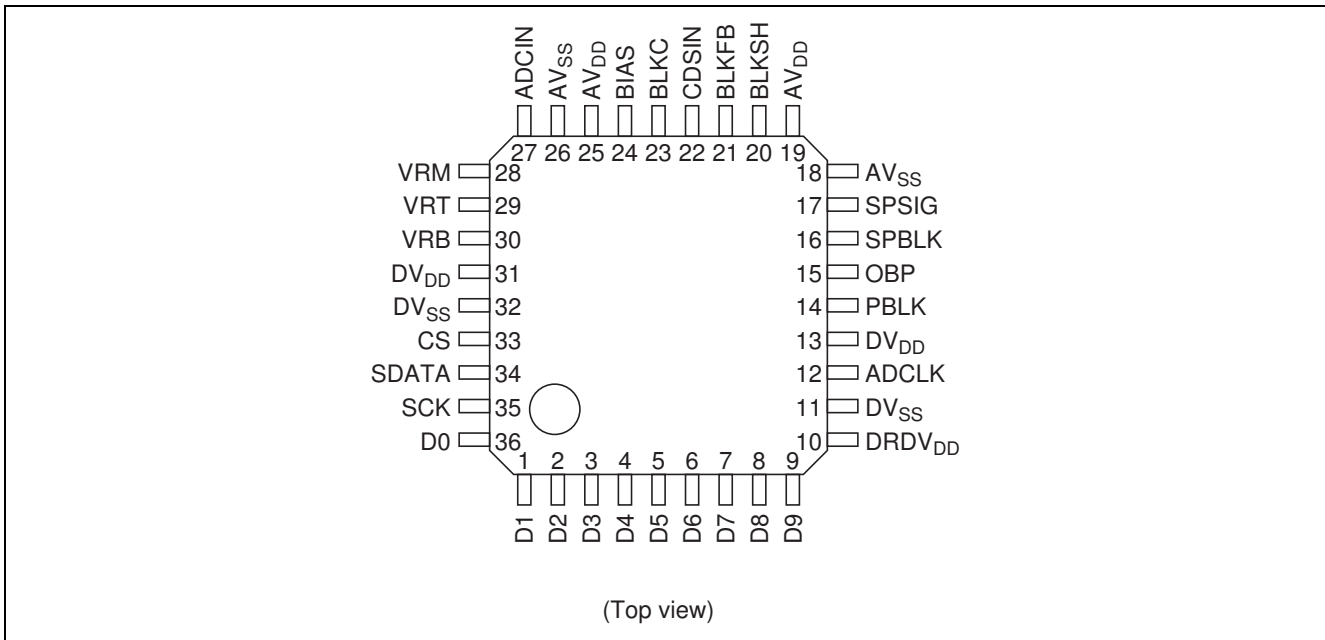 ADCIN AVSS AVDD BIAS BLKC CDSIN BLKFB BLKSH AVDD
27 26 25 24 23 22 21 20 19
VRM 28 18 AVSS
VRT 29 17 SPSIG
VRB 30 16 SPBLK
DVDD 31 15 OBP
DVSS 32 14 PBLK
CS 33 13 DVDD
SDATA 34 12 ADCLK
SCK 35 11 DVSS
D0 36 10 DRDVDD
1 2 3 4 5 6 7 8 9
D1 D2 D3 D4 D5 D6 D7 D8 D9
(Top view)